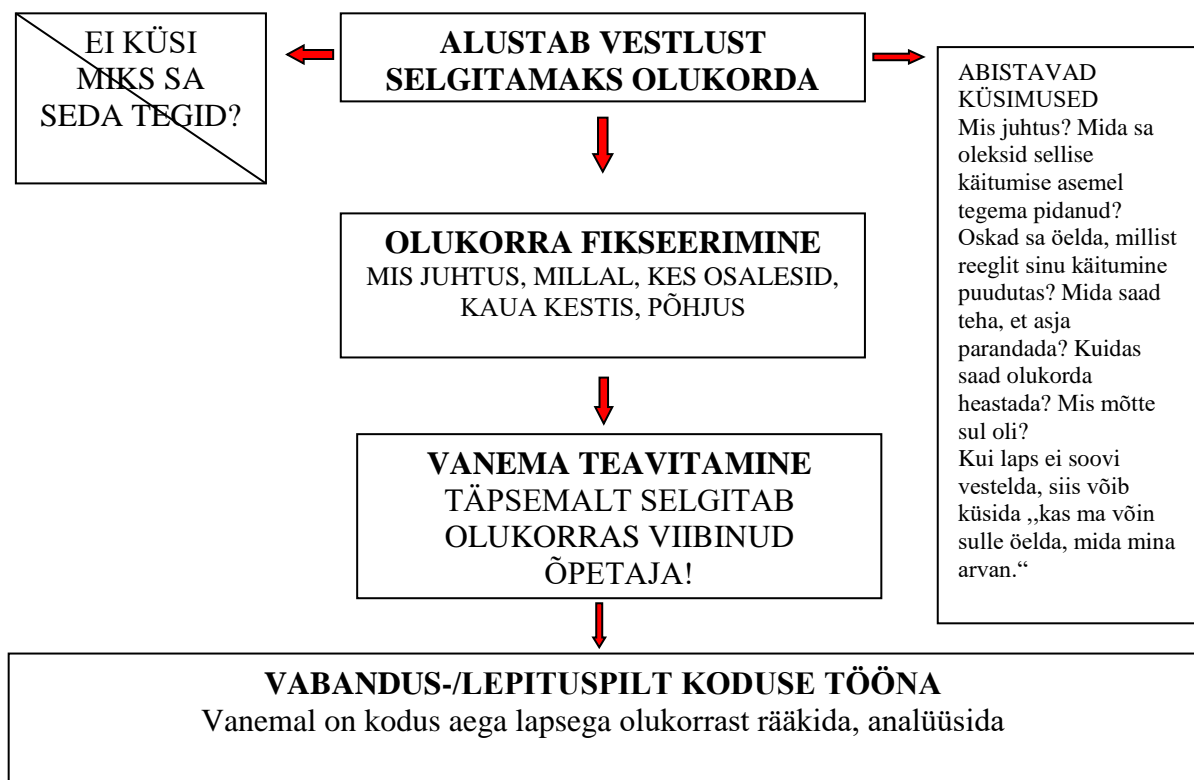 EI KÜSI
MIKS SA
SEDA TEGID?
ALUSTAB VESTLUST
SELGITAMAKS OLUKORDA
ABISTAVAD
KÜSIMUSED
Mis juhtus? Mida sa
oleksid sellise
käitumise asemel
tegema pidanud?
Oskad sa öelda, millist
reeglit sinu käitumine
puudutas? Mida saad
teha, et asja
parandada? Kuidas
saad olukorda
heastada? Mis mõtte
sul oli?
Kui laps ei soovi
vestelda, siis võib
küsida ,,kas ma võin
sulle öelda, mida mina
arvan.“
OLUKORRA FIKSEERIMINE
MIS JUHTUS, MILLAL, KES OSALESID,
KAUA KESTIS, PÕHJUS
VANEMA TEAVITAMINE
TÄPSEMALT SELGITAB
OLUKORRAS VIIBINUD
ÕPETAJA!
VABANDUS-/LEPITUSPILT KODUSE TÖÖNA
Vanemal on kodus aega lapsega olukorrast rääkida, analüüsida